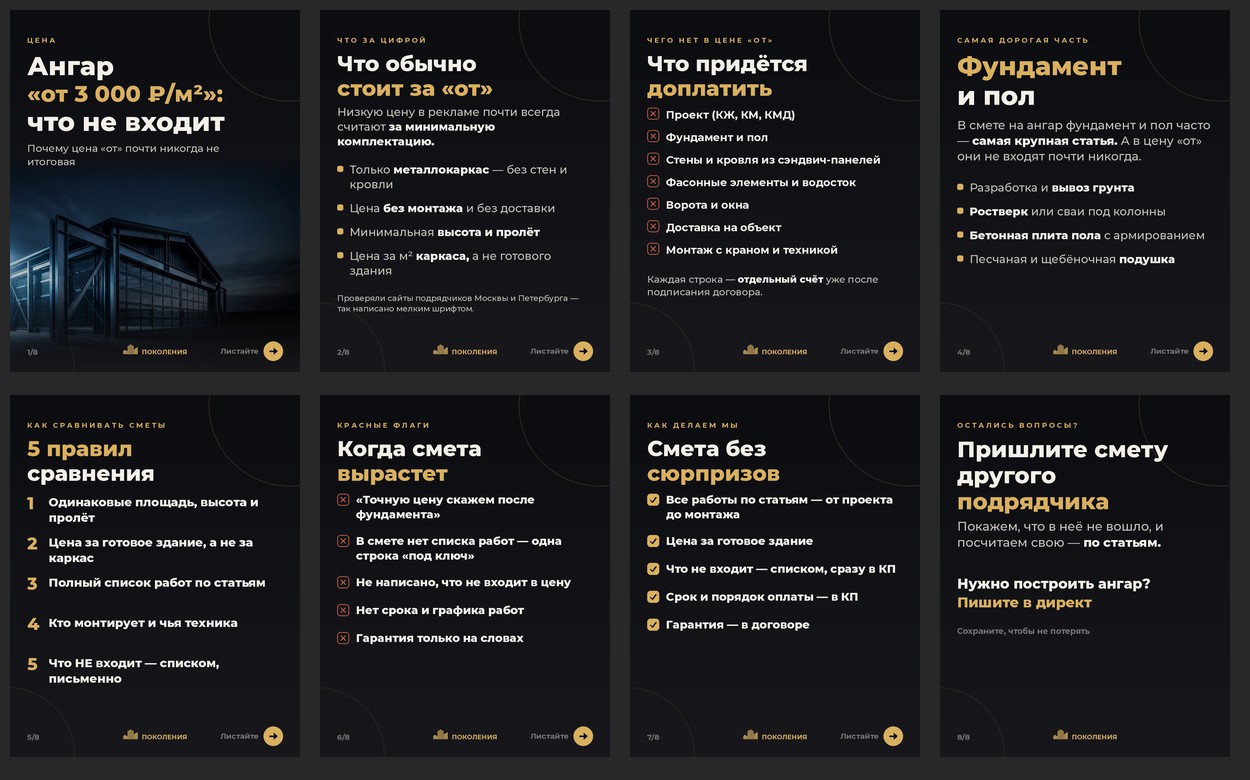 ЦЕНА
Ангар
«от 3 000 ₽/м²»:
что не входит
Почему цена «от» почти никогда не
итоговая
1/8
ПОКОЛЕНИЯ
Листайте
ЧТО ЗА ЦИФРОЙ
Что обычно
стоит за «от»
Низкую цену в рекламе почти всегда
считают за минимальную
комплектацию.
Только металлокаркас — без стен и
кровли
Цена без монтажа и без доставки
Минимальная высота и пролёт
Цена за м² каркаса, а не готового
здания
Проверяли сайты подрядчиков Москвы и Петербурга —
так написано мелким шрифтом.
2/8
ПОКОЛЕНИЯ
Листайте
ЧЕГО НЕТ В ЦЕНЕ «ОТ»
Что придётся
доплатить
Проект (КЖ, КМ, КМД)
Фундамент и пол
Стены и кровля из сэндвич-панелей
Фасонные элементы и водосток
Ворота и окна
Доставка на объект
Монтаж с краном и техникой
Каждая строка — отдельный счёт уже после
подписания договора.
3/8
ПОКОЛЕНИЯ
Листайте
САМАЯ ДОРОГАЯ ЧАСТЬ
Фундамент
и пол
В смете на ангар фундамент и пол часто
— самая крупная статья. А в цену «от»
они не входят почти никогда.
Разработка и вывоз грунта
Ростверк или сваи под колонны
Бетонная плита пола с армированием
Песчаная и щебёночная подушка
4/8
ПОКОЛЕНИЯ
Листайте
КАК СРАВНИВАТЬ СМЕТЫ
5 правил
сравнения
1 Одинаковые площадь, высота и
пролёт
2 Цена за готовое здание, а не за
каркас
3 Полный список работ по статьям
4 Кто монтирует и чья техника
5 Что НЕ входит — списком,
письменно
5/8
ПОКОЛЕНИЯ
Листайте
КРАСНЫЕ ФЛАГИ
Когда смета
вырастет
«Точную цену скажем после
фундамента»
В смете нет списка работ — одна
строка «под ключ»
Не написано, что не входит в цену
Нет срока и графика работ
Гарантия только на словах
6/8
ПОКОЛЕНИЯ
Листайте
КАК ДЕЛАЕМ МЫ
Смета без
сюрпризов
Все работы по статьям — от проекта
до монтажа
Цена за готовое здание
Что не входит — списком, сразу в КП
Срок и порядок оплаты — в КП
Гарантия — в договоре
7/8
ПОКОЛЕНИЯ
Листайте
ОСТАЛИСЬ ВОПРОСЫ?
Пришлите смету
другого
подрядчика
Покажем, что в неё не вошло, и
посчитаем свою — по статьям.
Нужно построить ангар?
Пишите в директ
Сохраните, чтобы не потерять
8/8
ПОКОЛЕНИЯ